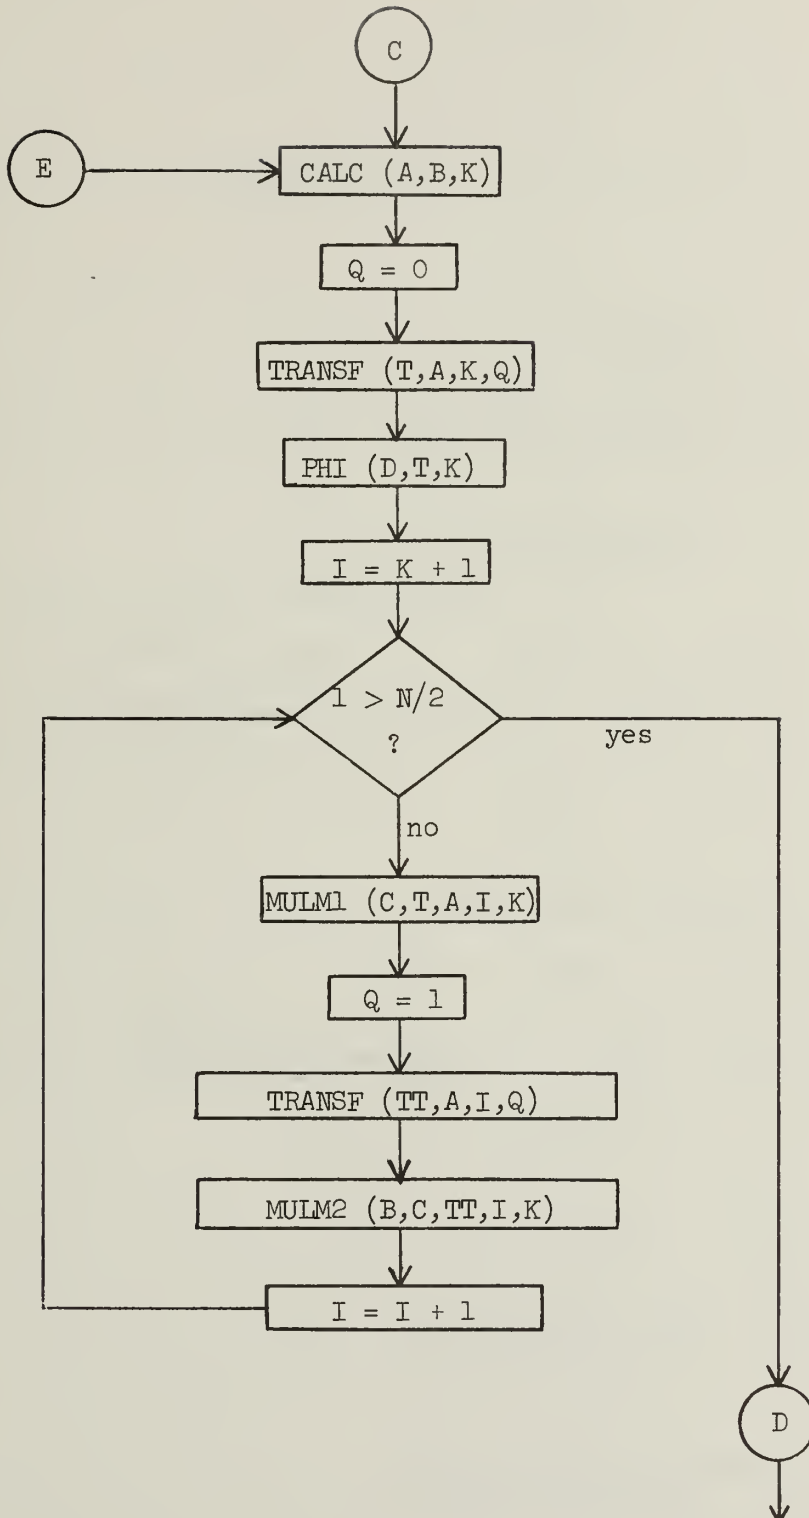 C
E
CALC (A,B,K)
Q = 0
TRANSF (T,A,K,Q)
PHI (D,T,K)
I = K + 1
1 > N/2
?
yes
no
MULM1 (C,T,A,I,K)
Q = 1
TRANSF (TT,A,I,Q)
MULM2 (B,C,TT,I,K)
I = I + 1
D